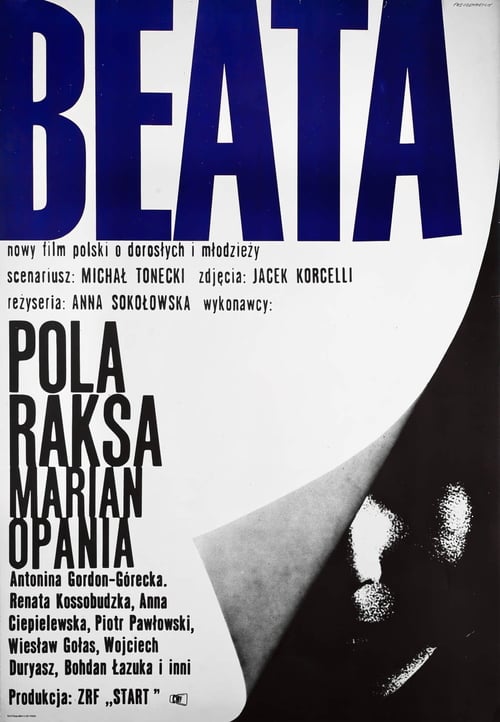 BEATA
nowy film polski o dorosłych i młodzieży
scenariusz: MICHAŁ TONECKI zdjęcia: JACEK KORCELLI
reżyseria: ANNA SOKOŁOWSKA wykonawcy:
POLA
RAKSA
MARIAN
OPANIA
Antonina Gordon-Górecka.
Renata Kossobudzka, Anna
Ciepielewska, Piotr Pawłowski,
Wiesław Gołas, Wojciech
Duryasz, Bohdan Łazuka i inni
Produkcja: ZRF „START"